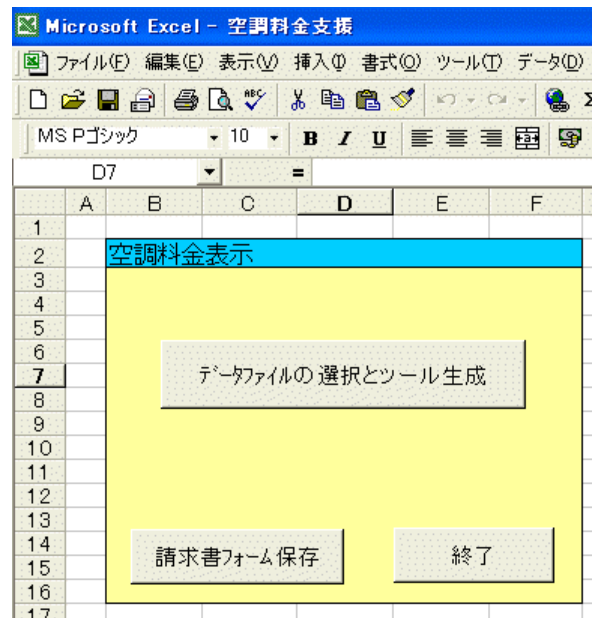 Microsoft Excel - 空調料金支援
ファイル(F) 編集(E) 表示(V) 挿入(I) 書式(O) ツール(T) データ(D)
ABC
MS Pゴシック 10 B I U
D7 =
A B C D E F
1
2 空調料金表示
3
4
5
6
7 データファイルの選択とツール生成
8
9
10
11
12
13
14
15 請求書フォーム保存 終了
16
17